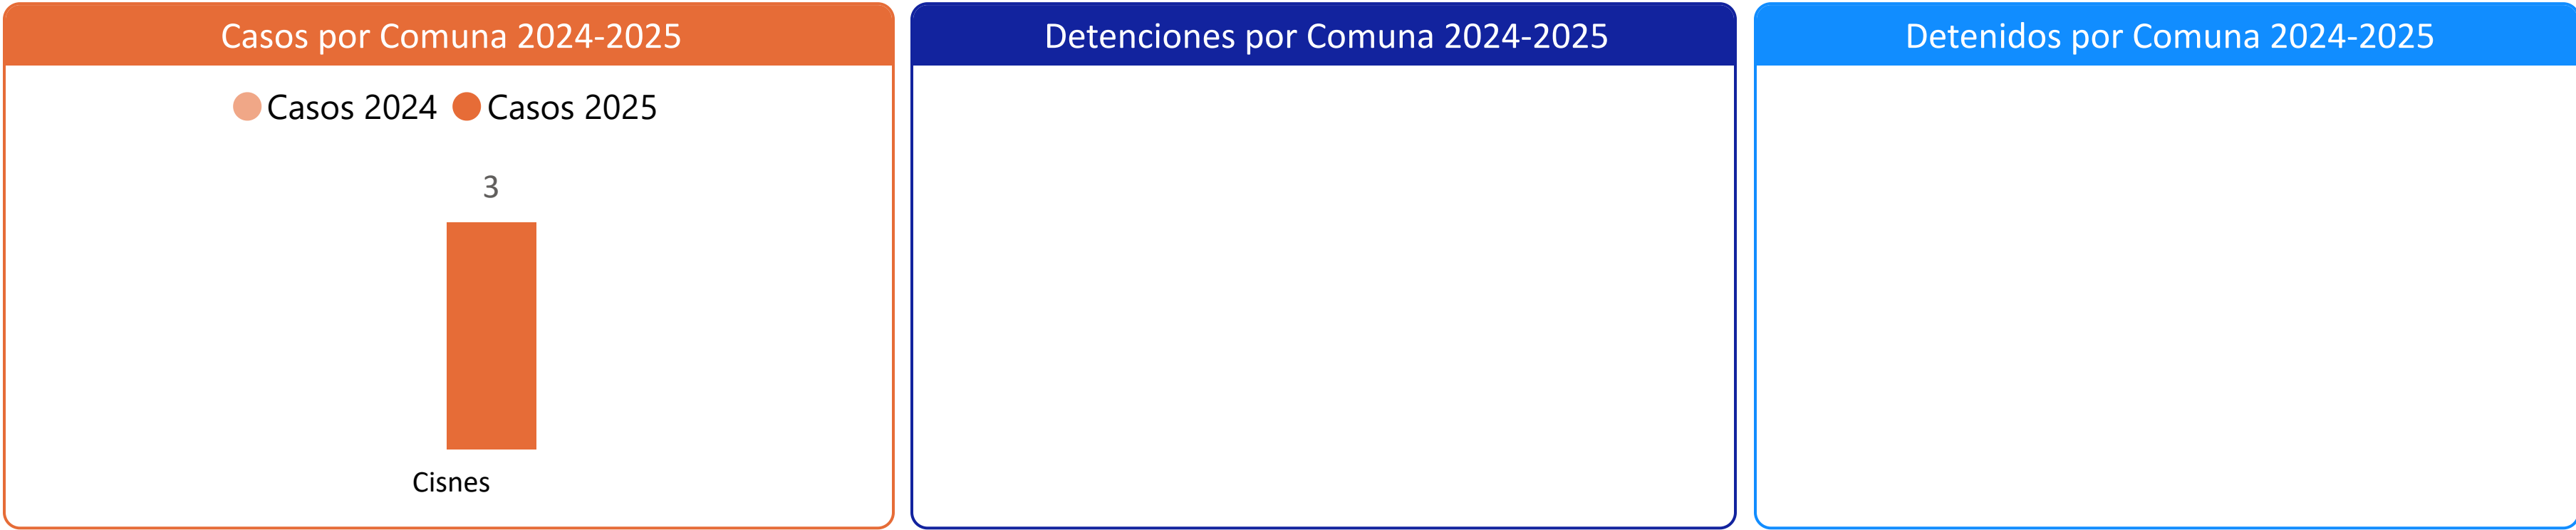 Casos por Comuna 2024-2025
Casos 2024 Casos 2025
3
Cisnes
Detenciones por Comuna 2024-2025
Detenidos por Comuna 2024-2025